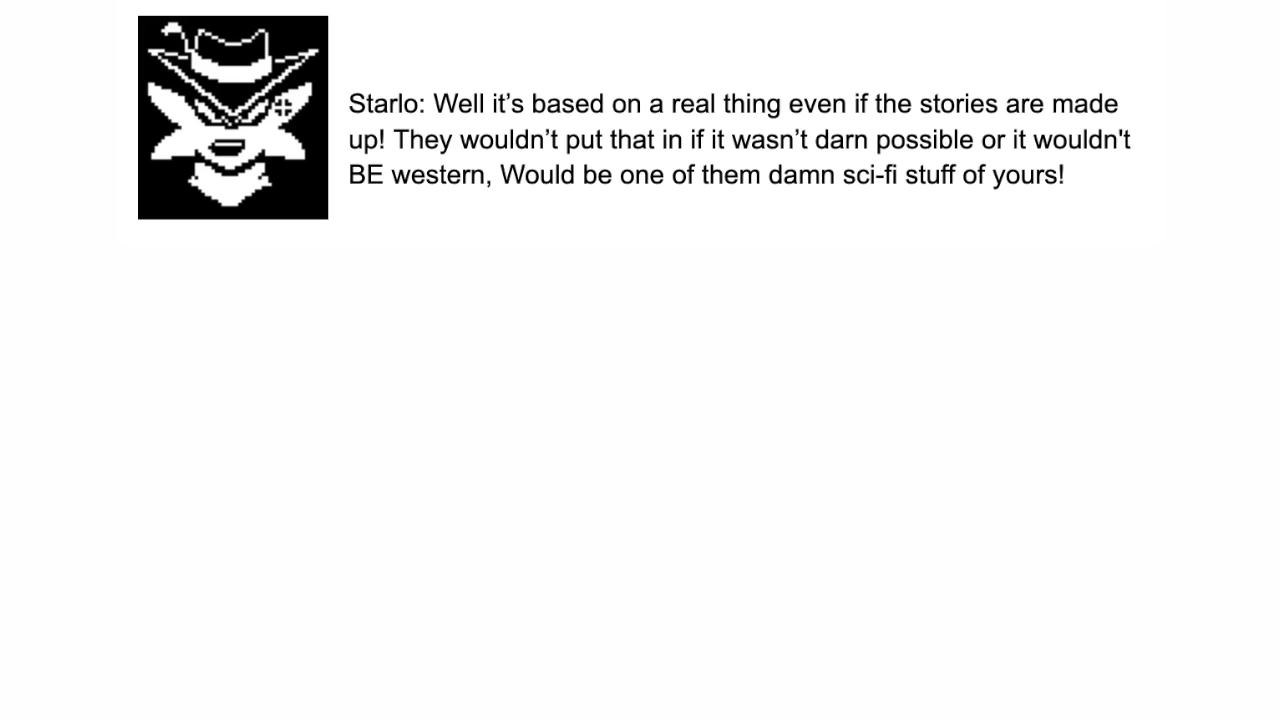 Starlo: Well it’s based on a real thing even if the stories are made
up! They wouldn’t put that in if it wasn’t darn possible or it wouldn't
BE western, Would be one of them damn sci-fi stuff of yours!